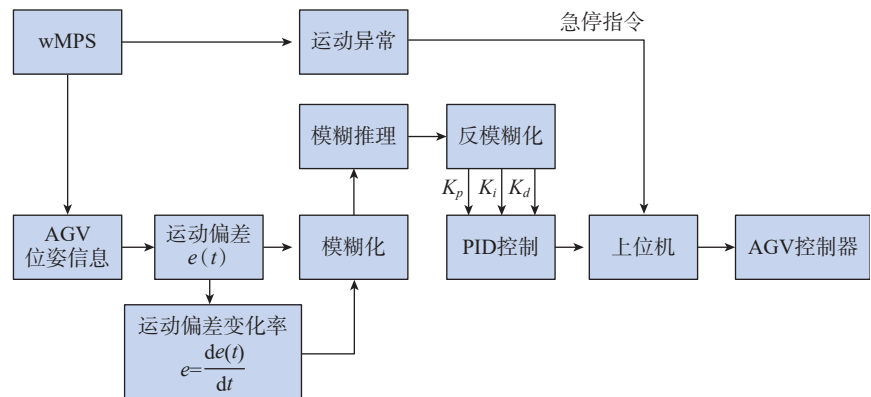 wMPS
运动异常
急停指令
模糊推理
反模糊化
K_p
K_i
K_d
AGV
位姿信息
运动偏差
e(t)
模糊化
PID控制
上位机
AGV控制器
运动偏差变化率
e=de(t)/dt